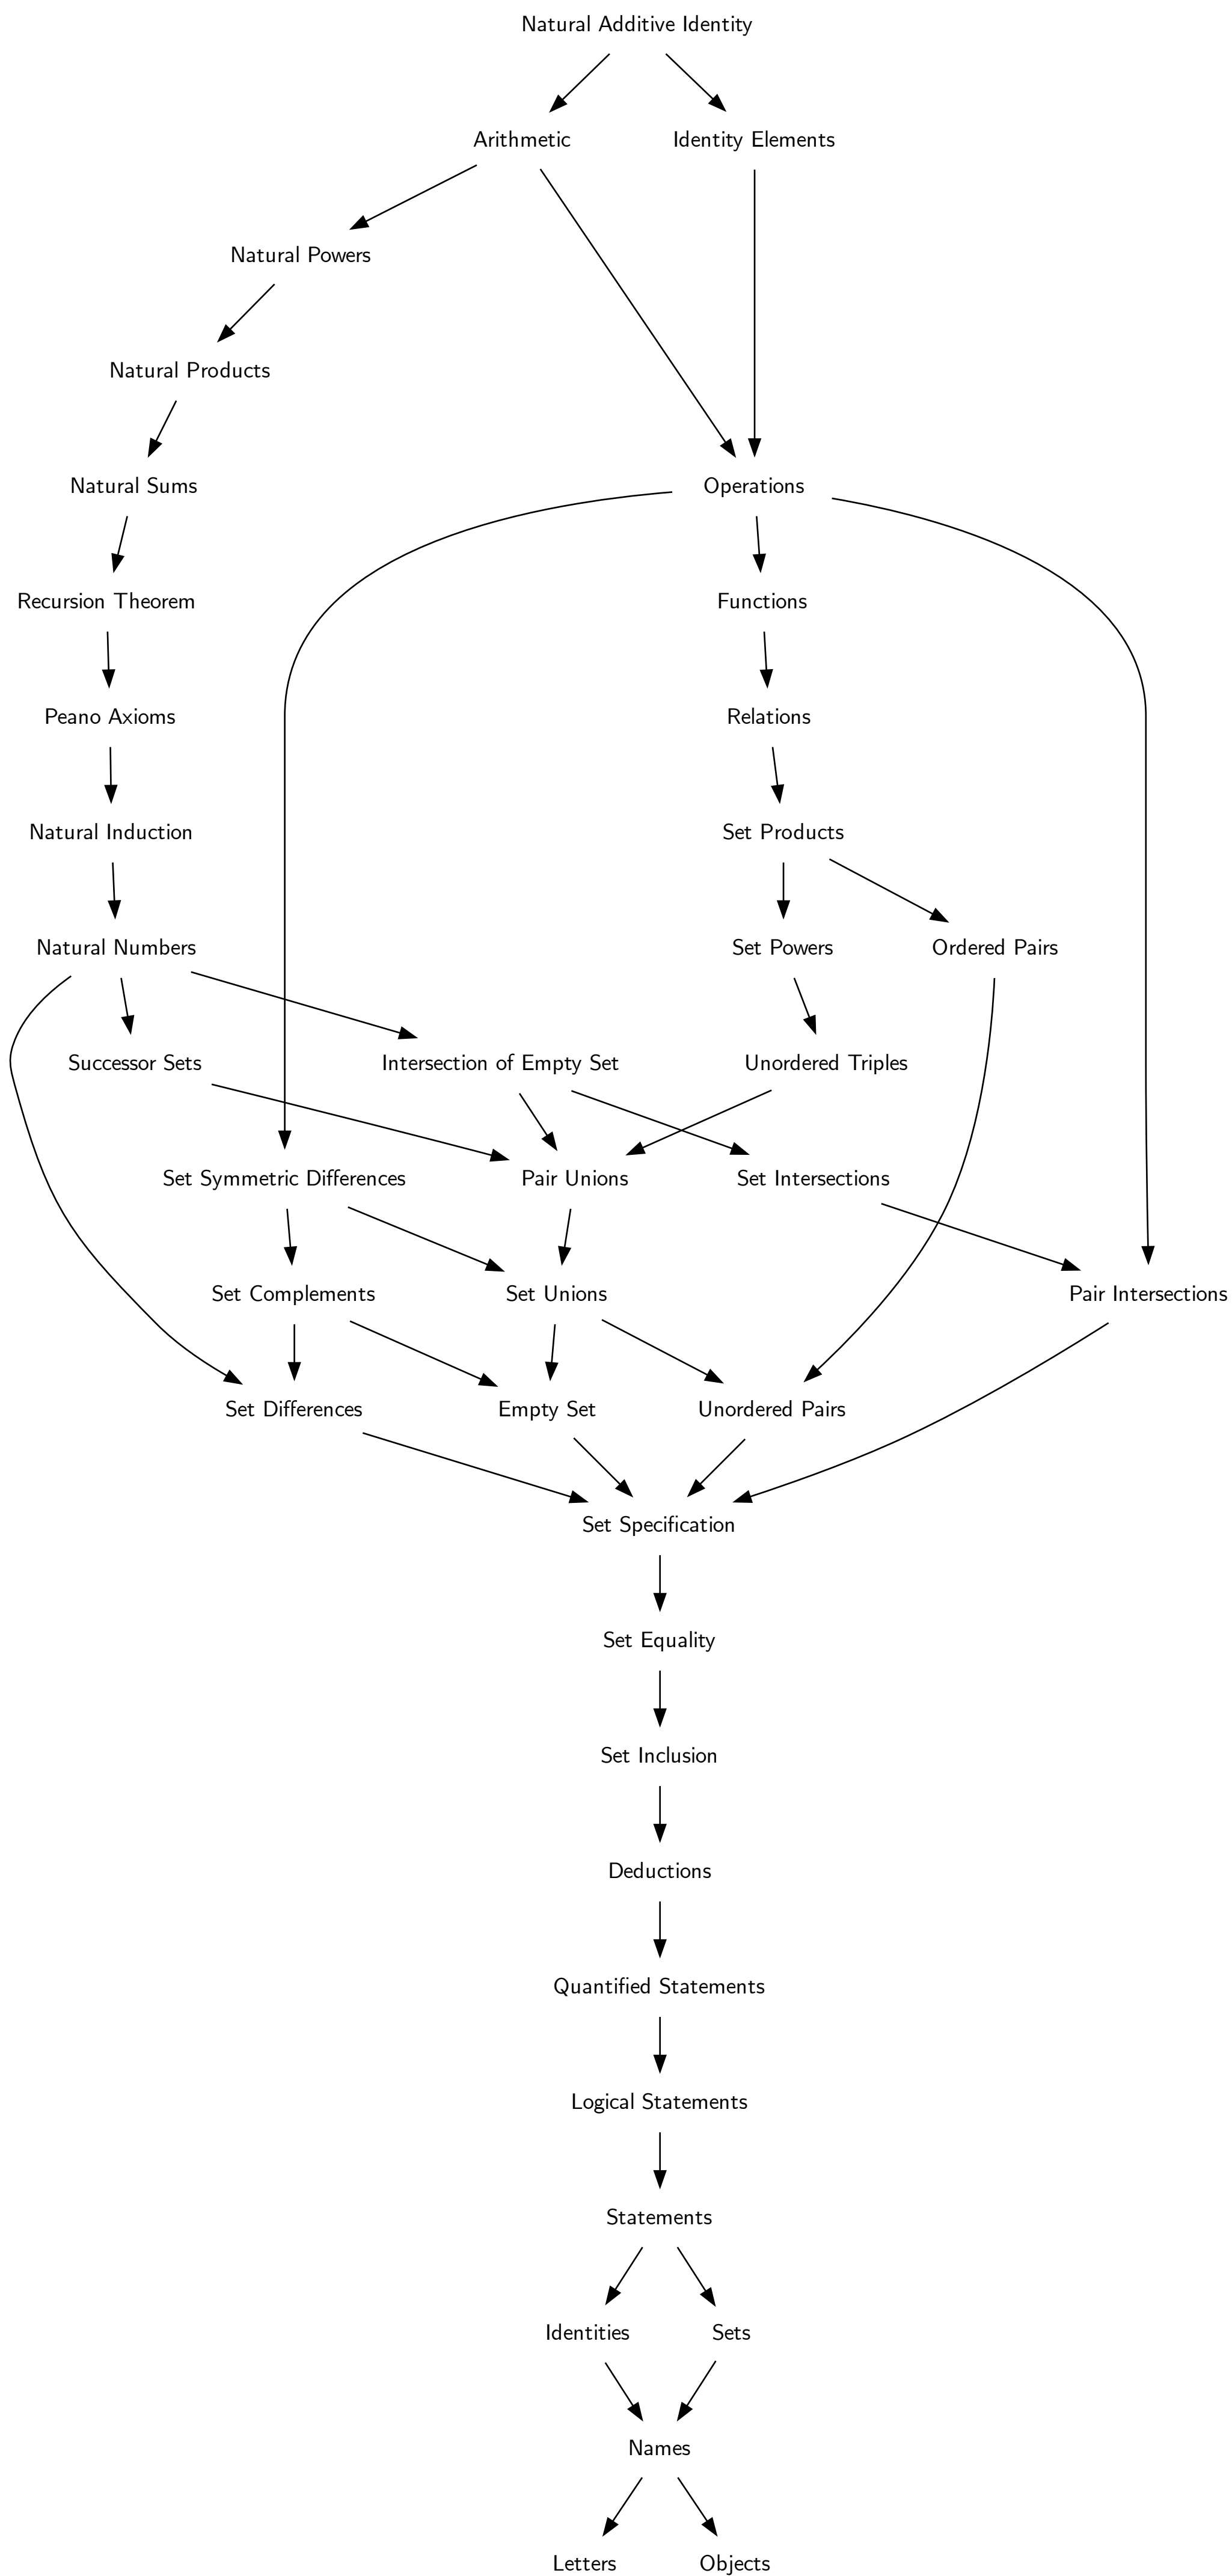 Natural Additive Identity
Arithmetic
Identity Elements
Natural Powers
Natural Products
Natural Sums
Operations
Recursion Theorem
Functions
Peano Axioms
Relations
Natural Induction
Set Products
Natural Numbers
Set Powers
Ordered Pairs
Successor Sets
Intersection of Empty Set
Unordered Triples
Set Symmetric Differences
Pair Unions
Set Intersections
Set Complements
Set Unions
Pair Intersections
Set Differences
Empty Set
Unordered Pairs
Set Specification
Set Equality
Set Inclusion
Deductions
Quantified Statements
Logical Statements
Statements
Identities
Sets
Names
Letters
Objects